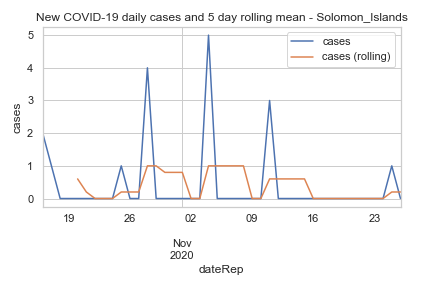 New COVID-19 daily cases and 5 day rolling mean - Solomon_Islands
cases
cases (rolling)
5
4
3
2
1
0
cases
19
26
02
09
16
23
Nov
2020
dateRep